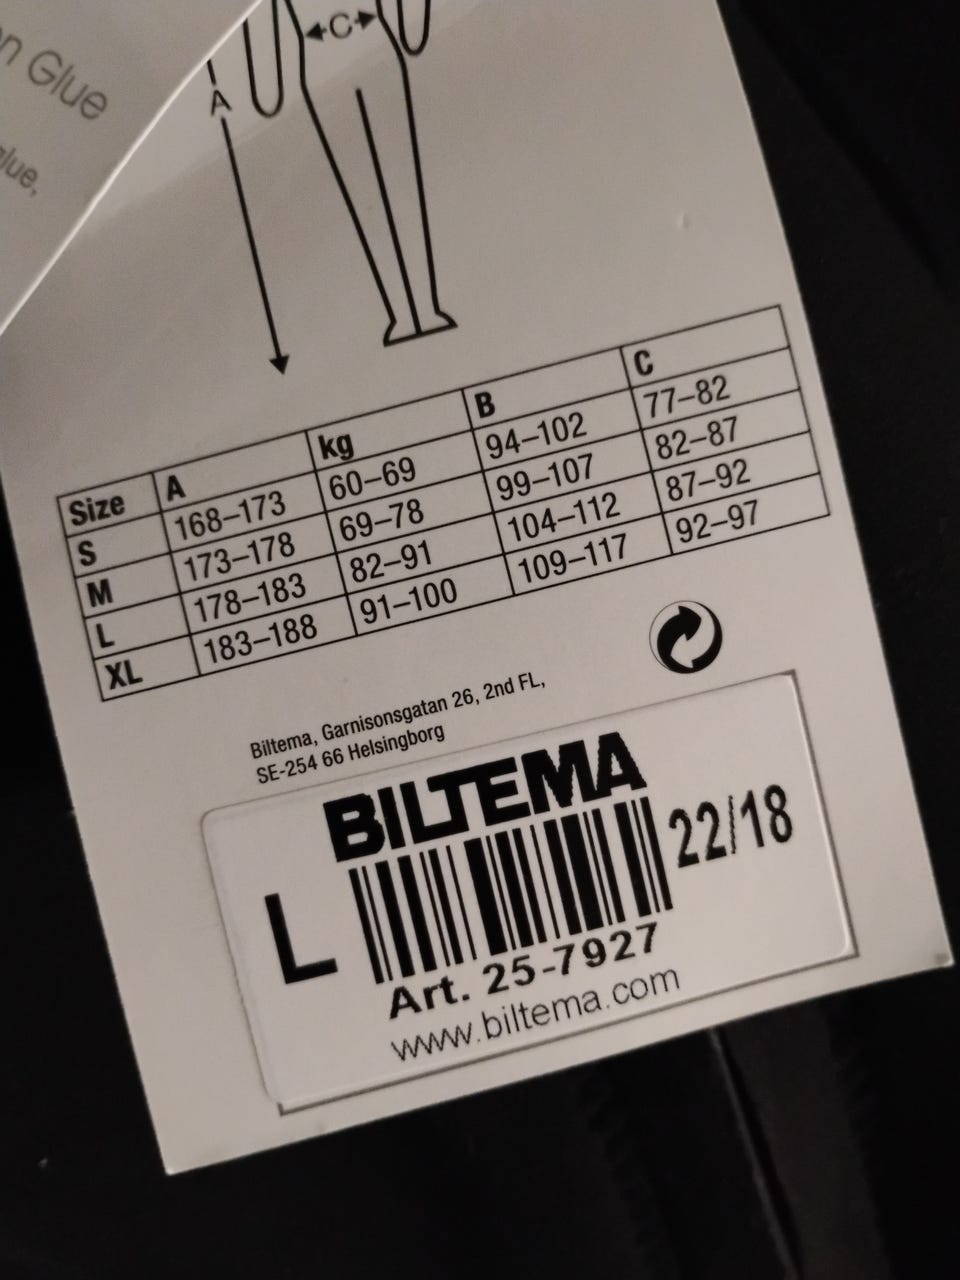 n Glue
glue,
C
A
Size A kg B C
S 168–173 60–69 94–102 77–82
M 173–178 69–78 99–107 82–87
L 178–183 82–91 104–112 87–92
XL 183–188 91–100 109–117 92–97
Biltema, Garnisonsgatan 26, 2nd FL,
SE-254 66 Helsingborg
BILTEMA
L 22/18
Art. 25-7927
www.biltema.com